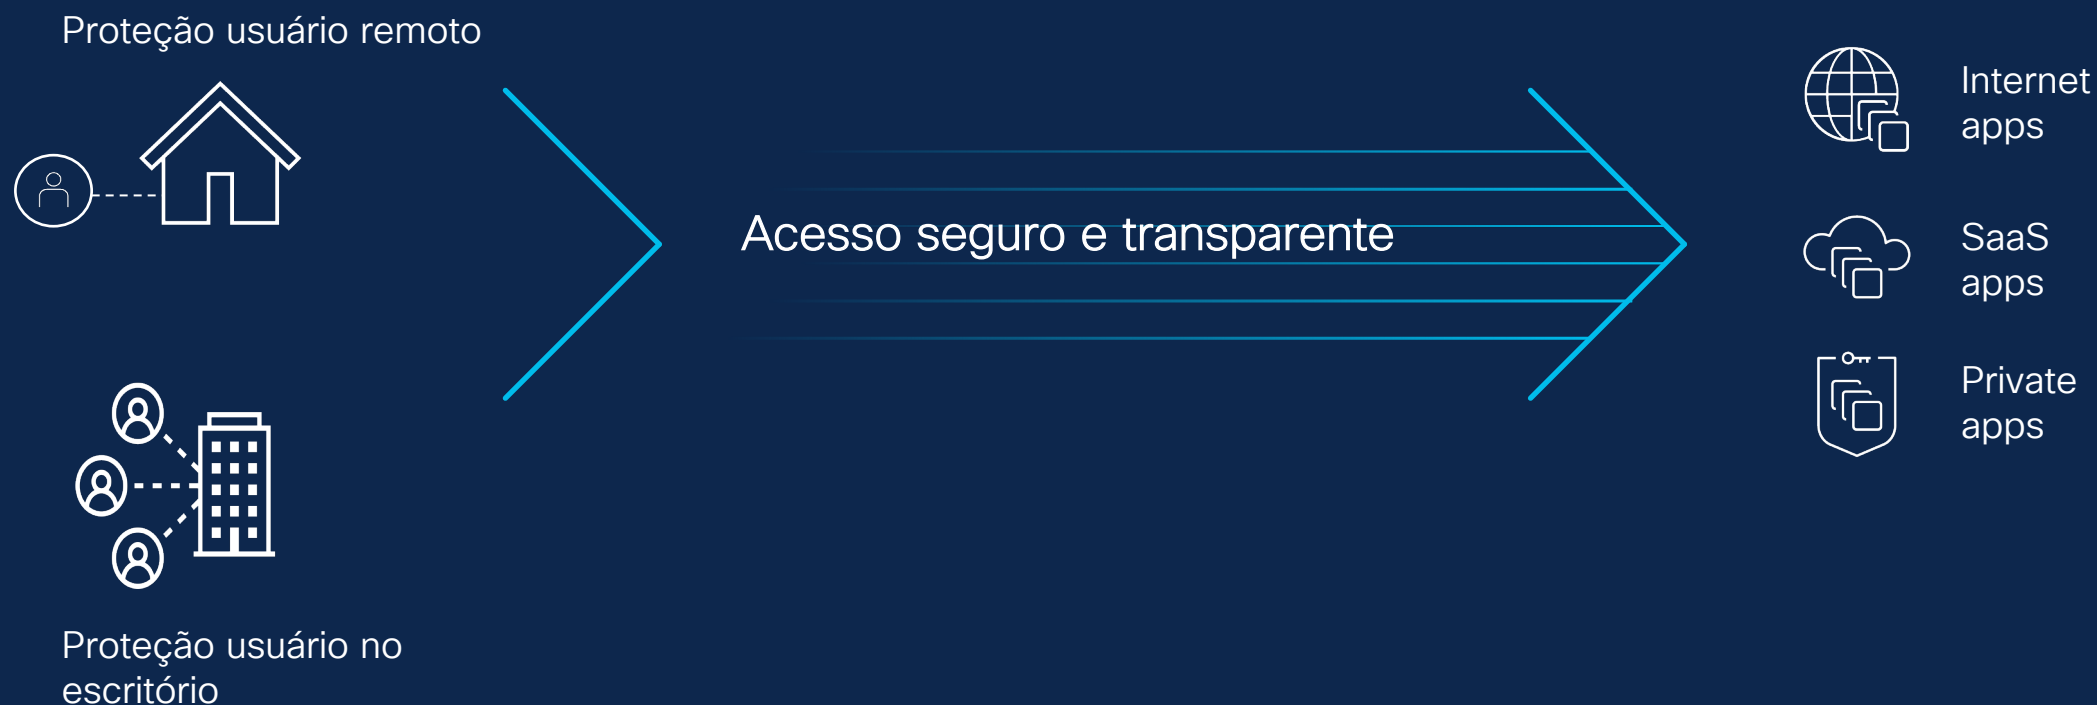 Proteção usuário remoto
Acesso seguro e transparente
Internet
apps
SaaS
apps
Private
apps
Proteção usuário no
escritório